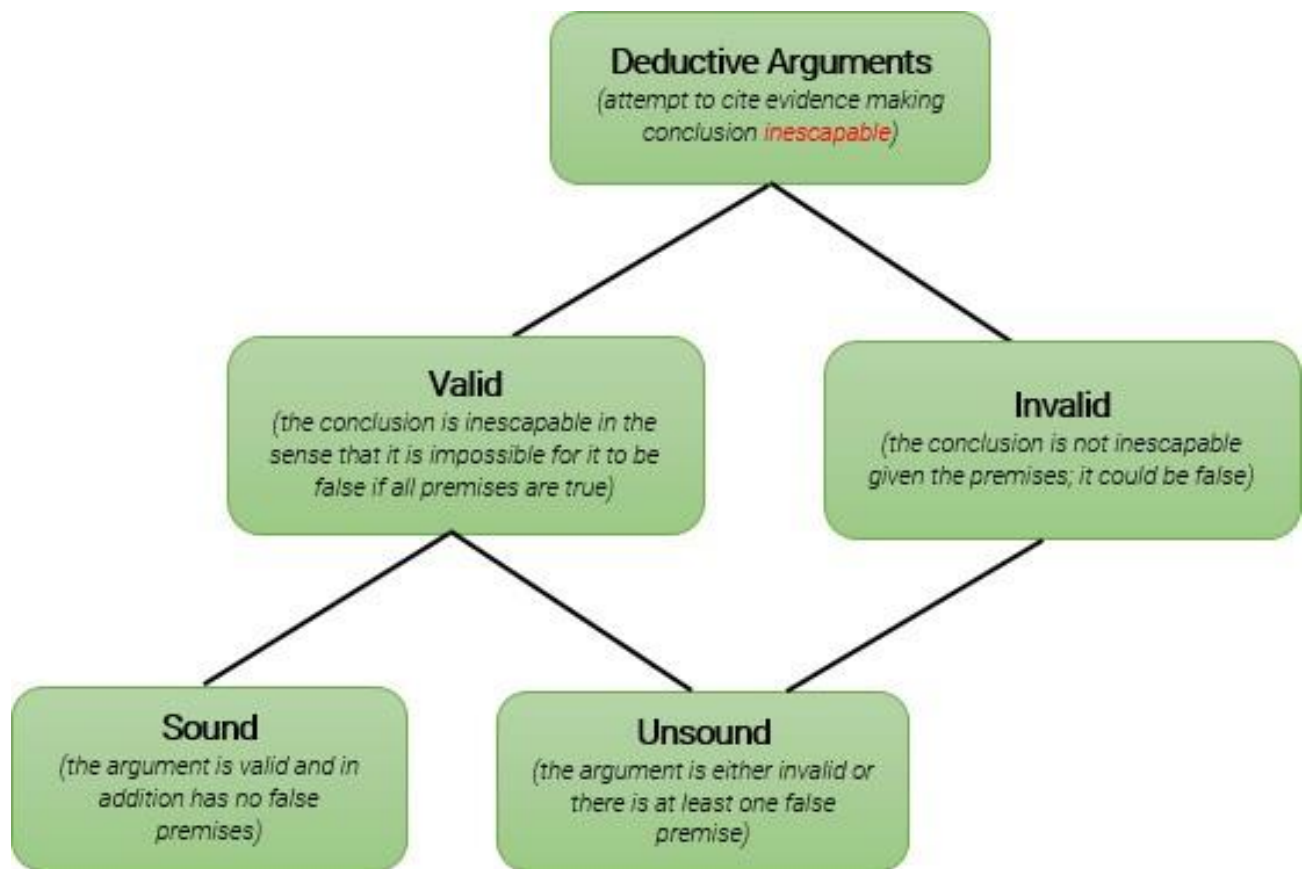 Deductive Arguments
(attempt to cite evidence making
conclusion inescapable)
Valid
(the conclusion is inescapable in the
sense that it is impossible for it to be
false if all premises are true)
Invalid
(the conclusion is not inescapable
given the premises; it could be false)
Sound
(the argument is valid and in
addition has no false
premises)
Unsound
(the argument is either invalid or
there is at least one false
premise)